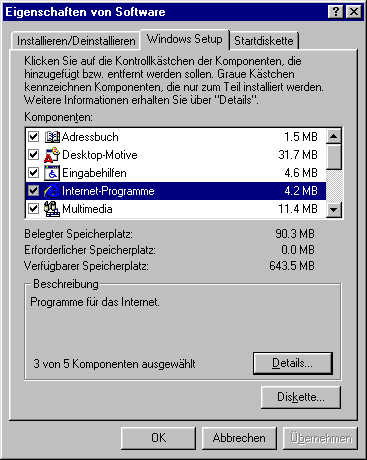 Eigenschaften von Software
Installieren/Deinstallieren Windows Setup Startdiskette
Klicken Sie auf die Kontrollkästchen der Komponenten, die
hinzugefügt bzw. entfernt werden sollen. Graue Kästchen
kennzeichnen Komponenten, die nur zum Teil installiert werden.
Weitere Informationen erhalten Sie über "Details".
Komponenten:
Adressbuch 1.5 MB
Desktop-Motive 31.7 MB
Eingabehilfen 4.6 MB
Internet-Programme 4.2 MB
Multimedia 11.4 MB
Belegter Speicherplatz: 90.3 MB
Erforderlicher Speicherplatz: 0.0 MB
Verfügbarer Speicherplatz: 643.5 MB
Beschreibung
Programme für das Internet.
3 von 5 Komponenten ausgewählt Details...
Diskette...
OK Abbrechen Übernehmen